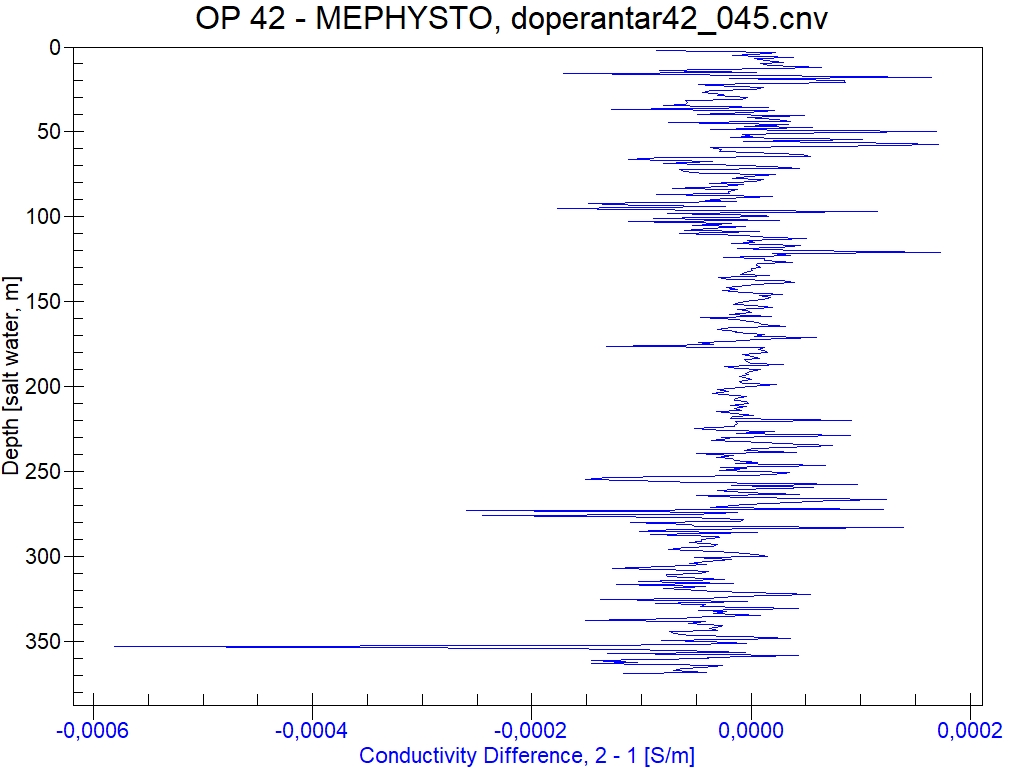 OP 42 - MEPHYSTO, doperantar42_045.cnv
0
50
100
150
200
250
300
350
Depth [salt water, m]
-0,0006 -0,0004 -0,0002 0,0000 0,0002
Conductivity Difference, 2 - 1 [S/m]